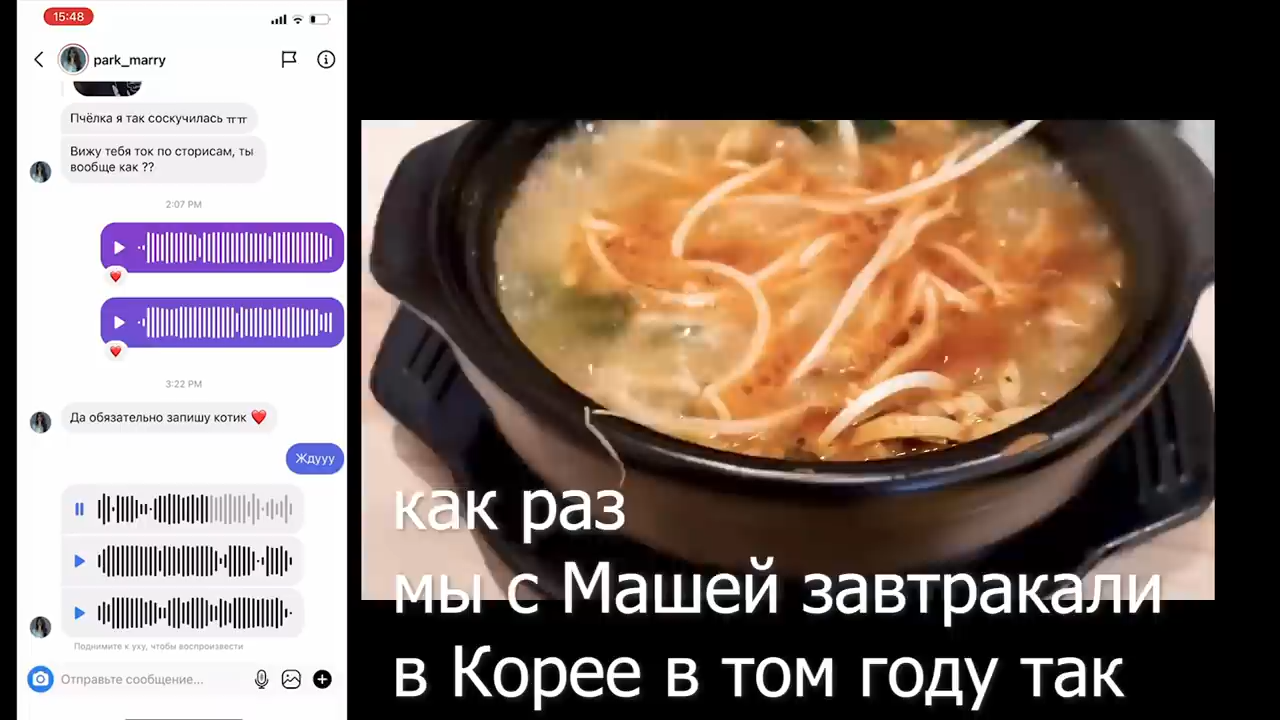 15:48
park_marry
Пчёлка я так соскучилась ㅠㅠ
Вижу тебя ток по сторисам, ты
вообще как ??
2:07 PM
3:22 PM
Да обязательно запишу котик ❤️
Ждууу
Поднимите к уху, чтобы воспроизвести
Отправьте сообщение...
как раз
мы с Машей завтракали
в Корее в том году так